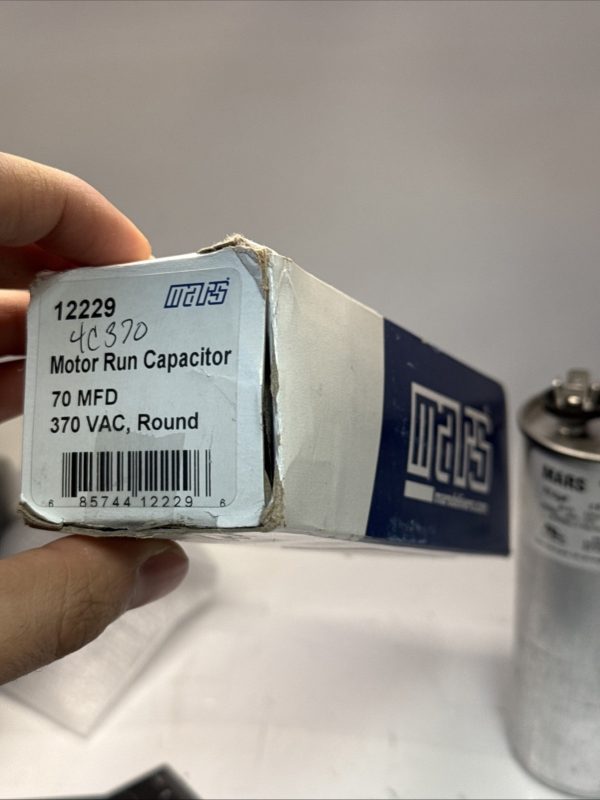 12229
mars
4C370
Motor Run Capacitor
70 MFD
370 VAC, Round
6 85744 12229 6
mars
MARS